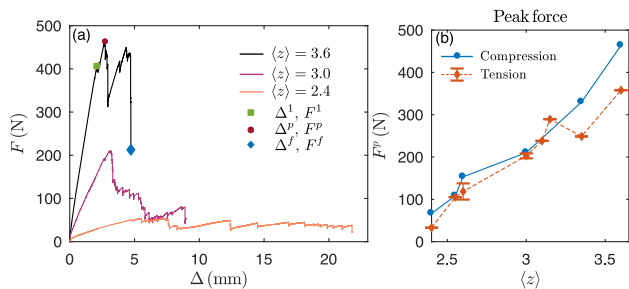 (a)
500
400
300
200
100
0
F (N)
0
5
10
15
20
Δ (mm)
⟨z⟩ = 3.6
⟨z⟩ = 3.0
⟨z⟩ = 2.4
Δ¹, F¹
Δᵖ, Fᵖ
Δᶠ, Fᶠ
Peak force
(b)
Compression
Tension
500
400
300
200
100
0
Fᵖ (N)
2.5
3
3.5
⟨z⟩